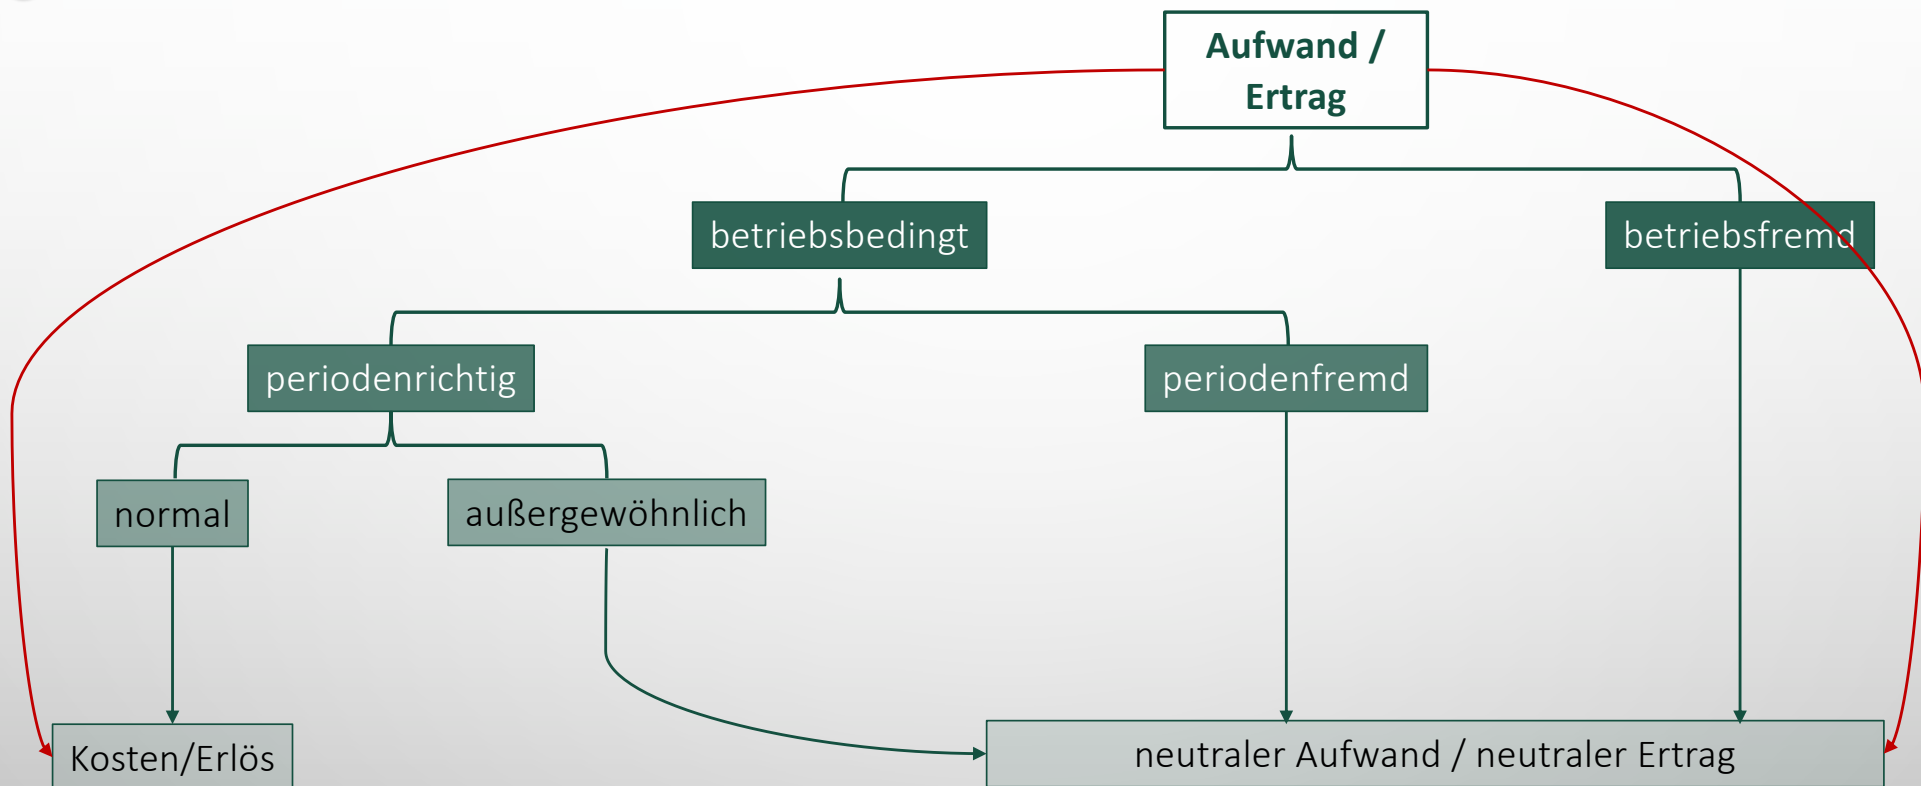 Aufwand /
Ertrag
betriebsbedingt
betriebsfremd
periodenrichtig
periodenfremd
normal
außergewöhnlich
Kosten/Erlös
neutraler Aufwand / neutraler Ertrag